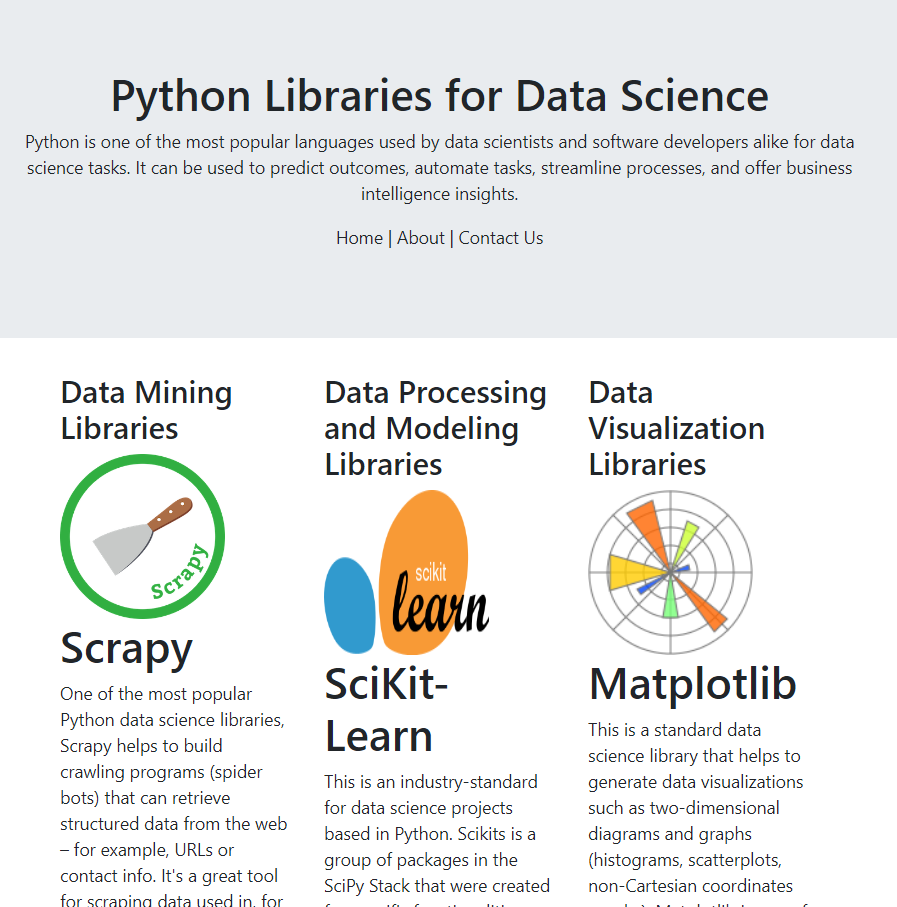 Python Libraries for Data Science
Python is one of the most popular languages used by data scientists and software developers alike for data
science tasks. It can be used to predict outcomes, automate tasks, streamline processes, and offer business
intelligence insights.
Home | About | Contact Us
Data Mining
Libraries
Scrapy
Scrapy
One of the most popular
Python data science libraries,
Scrapy helps to build
crawling programs (spider
bots) that can retrieve
structured data from the web
– for example, URLs or
contact info. It's a great tool
for scraping data used in, for
Data Processing
and Modeling
Libraries
scikit
learn
SciKit-
Learn
This is an industry-standard
for data science projects
based in Python. Scikits is a
group of packages in the
SciPy Stack that were created
Data
Visualization
Libraries
Matplotlib
This is a standard data
science library that helps to
generate data visualizations
such as two-dimensional
diagrams and graphs
(histograms, scatterplots,
non-Cartesian coordinates